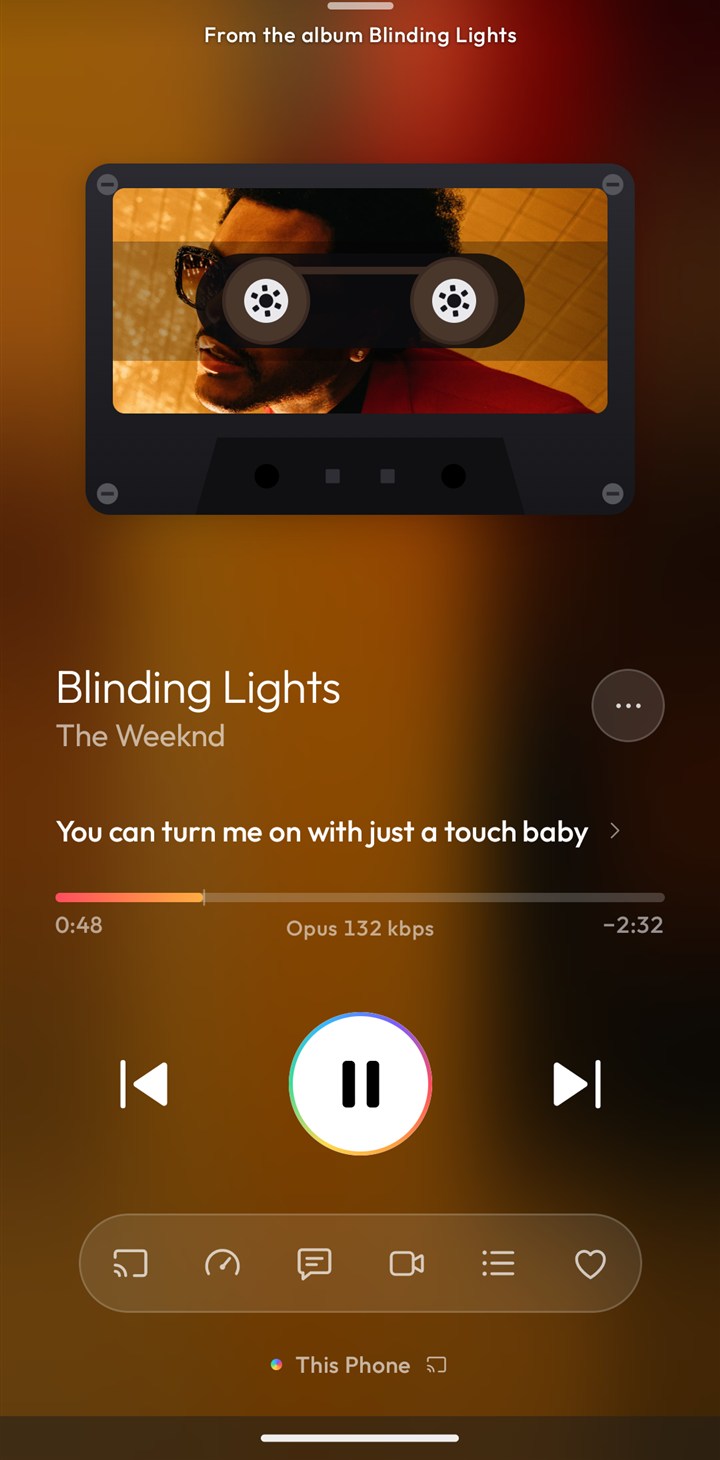 From the album Blinding Lights
Blinding Lights
The Weeknd
You can turn me on with just a touch baby
0:48
Opus 132 kbps
−2:32
This Phone